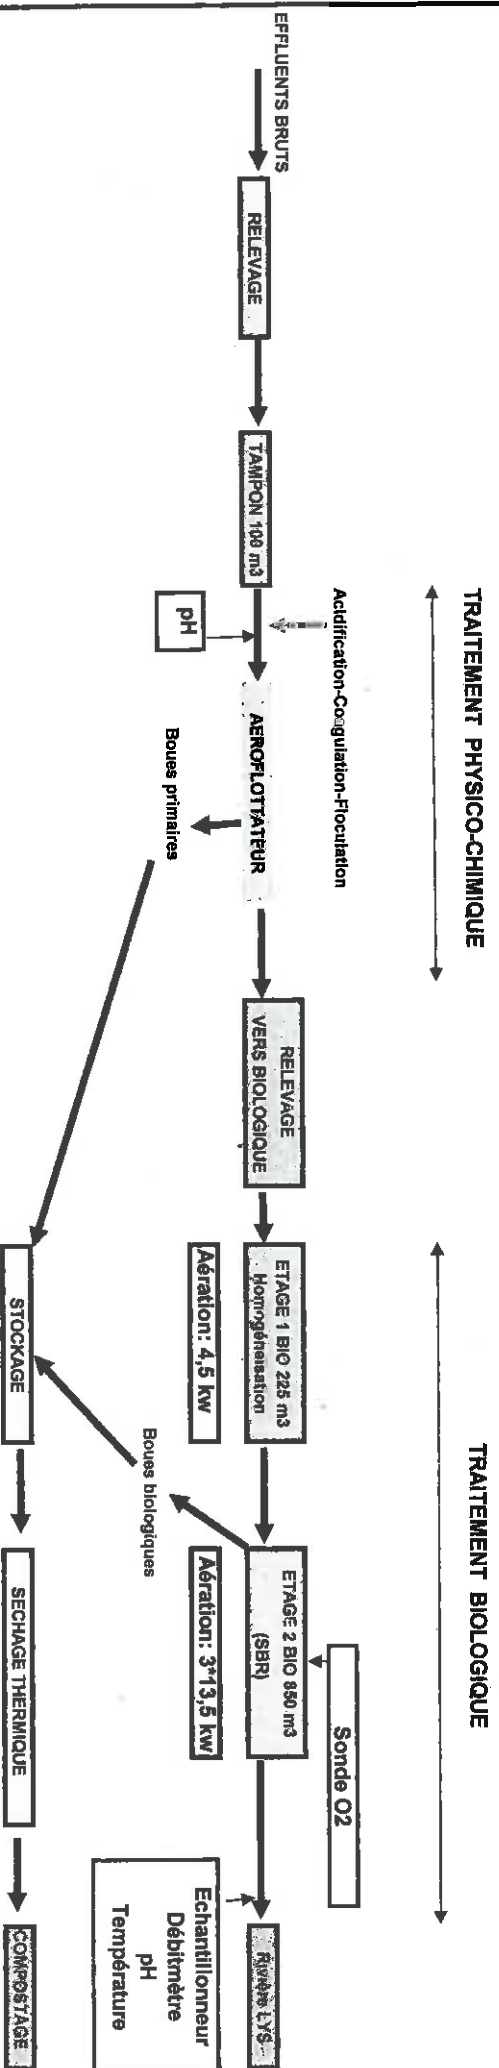 TRAITEMENT PHYSICO-CHIMIQUE
TRAITEMENT BIOLOGIQUE
Acidification-Coagulation-Floculation
Sonde O2
EFFLUENTS BRUTS
RELEVAGE
TAMPON 100 m3
AEROFLOTTATEUR
RELEVAGE
VERS BIOLOGIQUE
ETAGE 1 BIO 225 m3
Homogénéisation
ETAGE 2 BIO 850 m3
(SBR)
Rivière LYS
pH
Aération: 4,5 kw
Aération: 3*13,5 kw
Echantillonneur
Débitmètre
pH
Température
Boues primaires
Boues biologiques
STOCKAGE
SECHAGE THERMIQUE
COMPOSTAGE